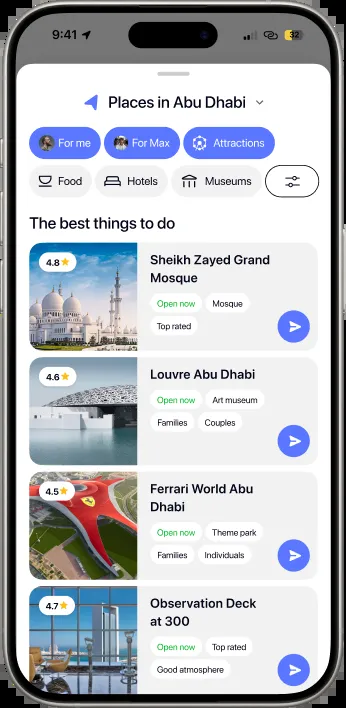 9:41
32
Places in Abu Dhabi
For me
For Max
Attractions
Food
Hotels
Museums
The best things to do
4.8
Sheikh Zayed Grand
Mosque
Open now
Mosque
Top rated
4.6
Louvre Abu Dhabi
Open now
Art museum
Families
Couples
4.5
Ferrari World Abu
Dhabi
Open now
Theme park
Families
Individuals
4.7
Observation Deck
at 300
Open now
Top rated
Good atmosphere